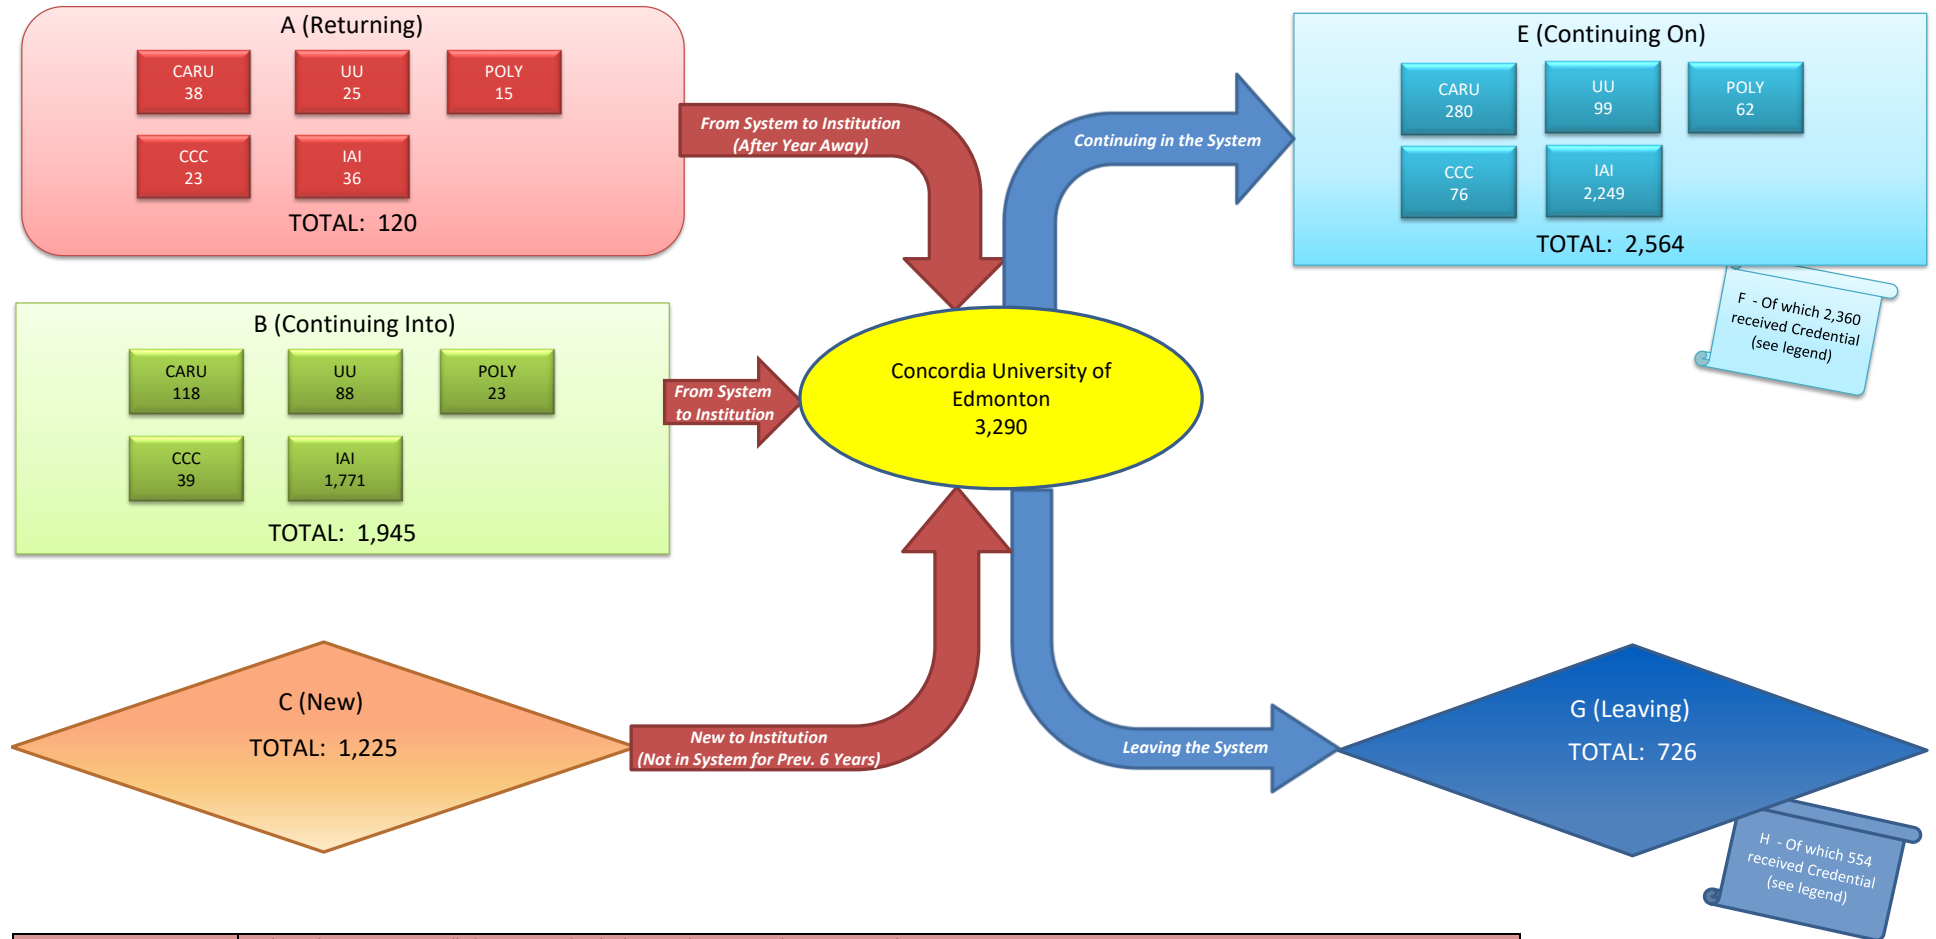 A (Returning)
CARU
38
UU
25
POLY
15
CCC
23
IAI
36
TOTAL: 120
From System to Institution
(After Year Away)
Continuing in the System
E (Continuing On)
CARU
280
UU
99
POLY
62
CCC
76
IAI
2,249
TOTAL: 2,564
F - Of which 2,360
received Credential
(see legend)
B (Continuing Into)
CARU
118
UU
88
POLY
23
CCC
39
IAI
1,771
TOTAL: 1,945
From System
to Institution
Concordia University of
Edmonton
3,290
C (New)
TOTAL: 1,225
New to Institution
(Not in System for Prev. 6 Years)
Leaving the System
G (Leaving)
TOTAL: 726
H - Of which 554
received Credential
(see legend)